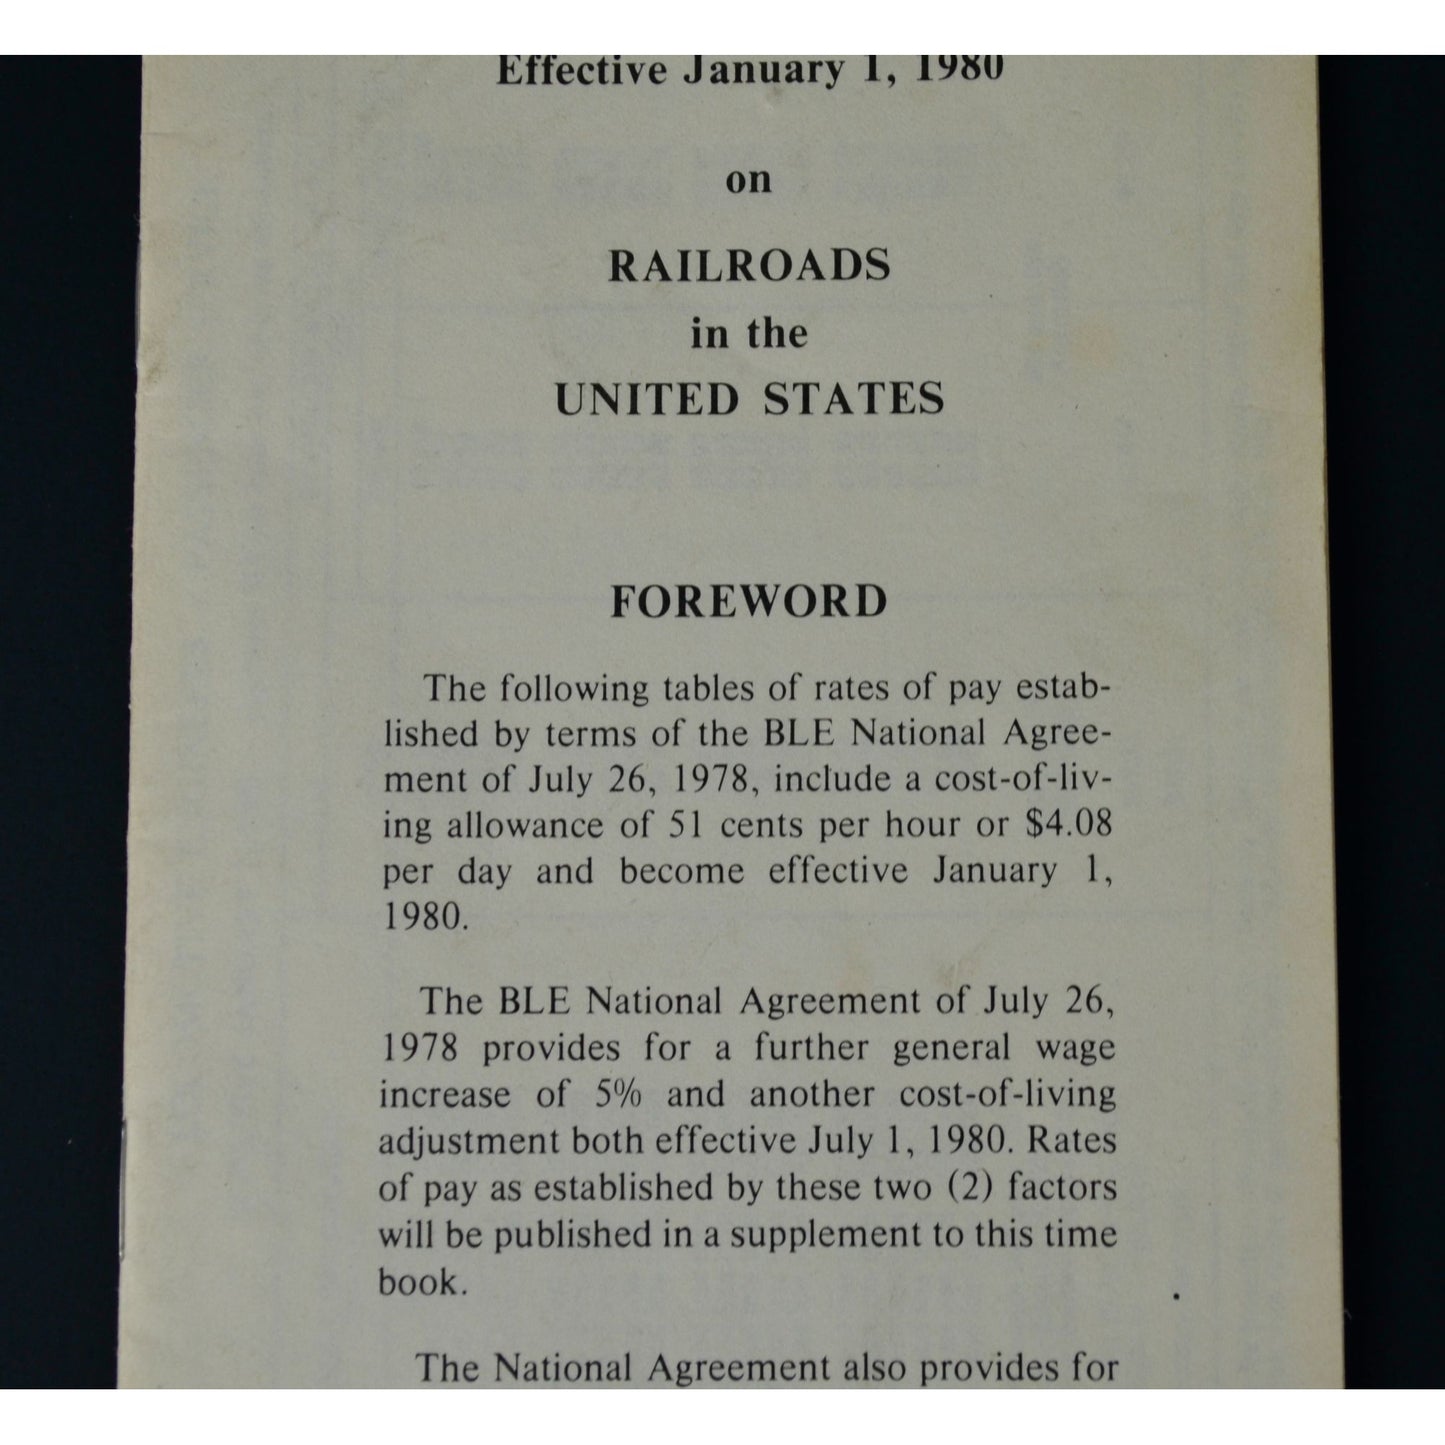 Effective January 1, 1980
on
RAILROADS
in the
UNITED STATES
FOREWORD
The following tables of rates of pay estab-
lished by terms of the BLE National Agree-
ment of July 26, 1978, include a cost-of-liv-
ing allowance of 51 cents per hour or $4.08
per day and become effective January 1,
1980.
The BLE National Agreement of July 26,
1978 provides for a further general wage
increase of 5% and another cost-of-living
adjustment both effective July 1, 1980. Rates
of pay as established by these two (2) factors
will be published in a supplement to this time
book.
The National Agreement also provides for